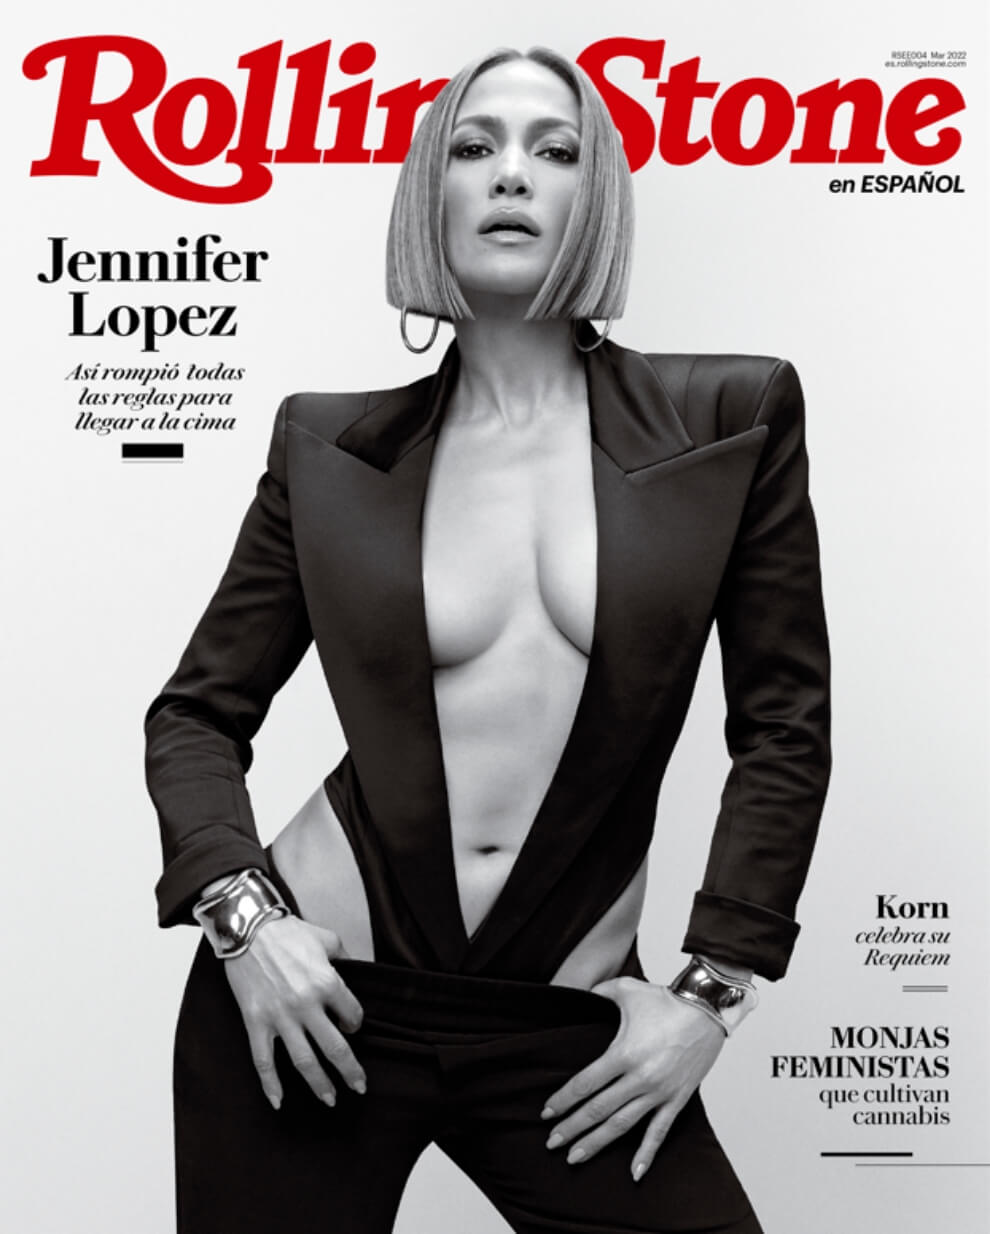 Rolling Stone
RSEE004 Mar 2022
es.rollingstone.com
en ESPAÑOL
Jennifer
Lopez
Así rompió todas
las reglas para
llegar a la cima
Korn
celebra su
Requiem
MONJAS
FEMINISTAS
que cultivan
cannabis